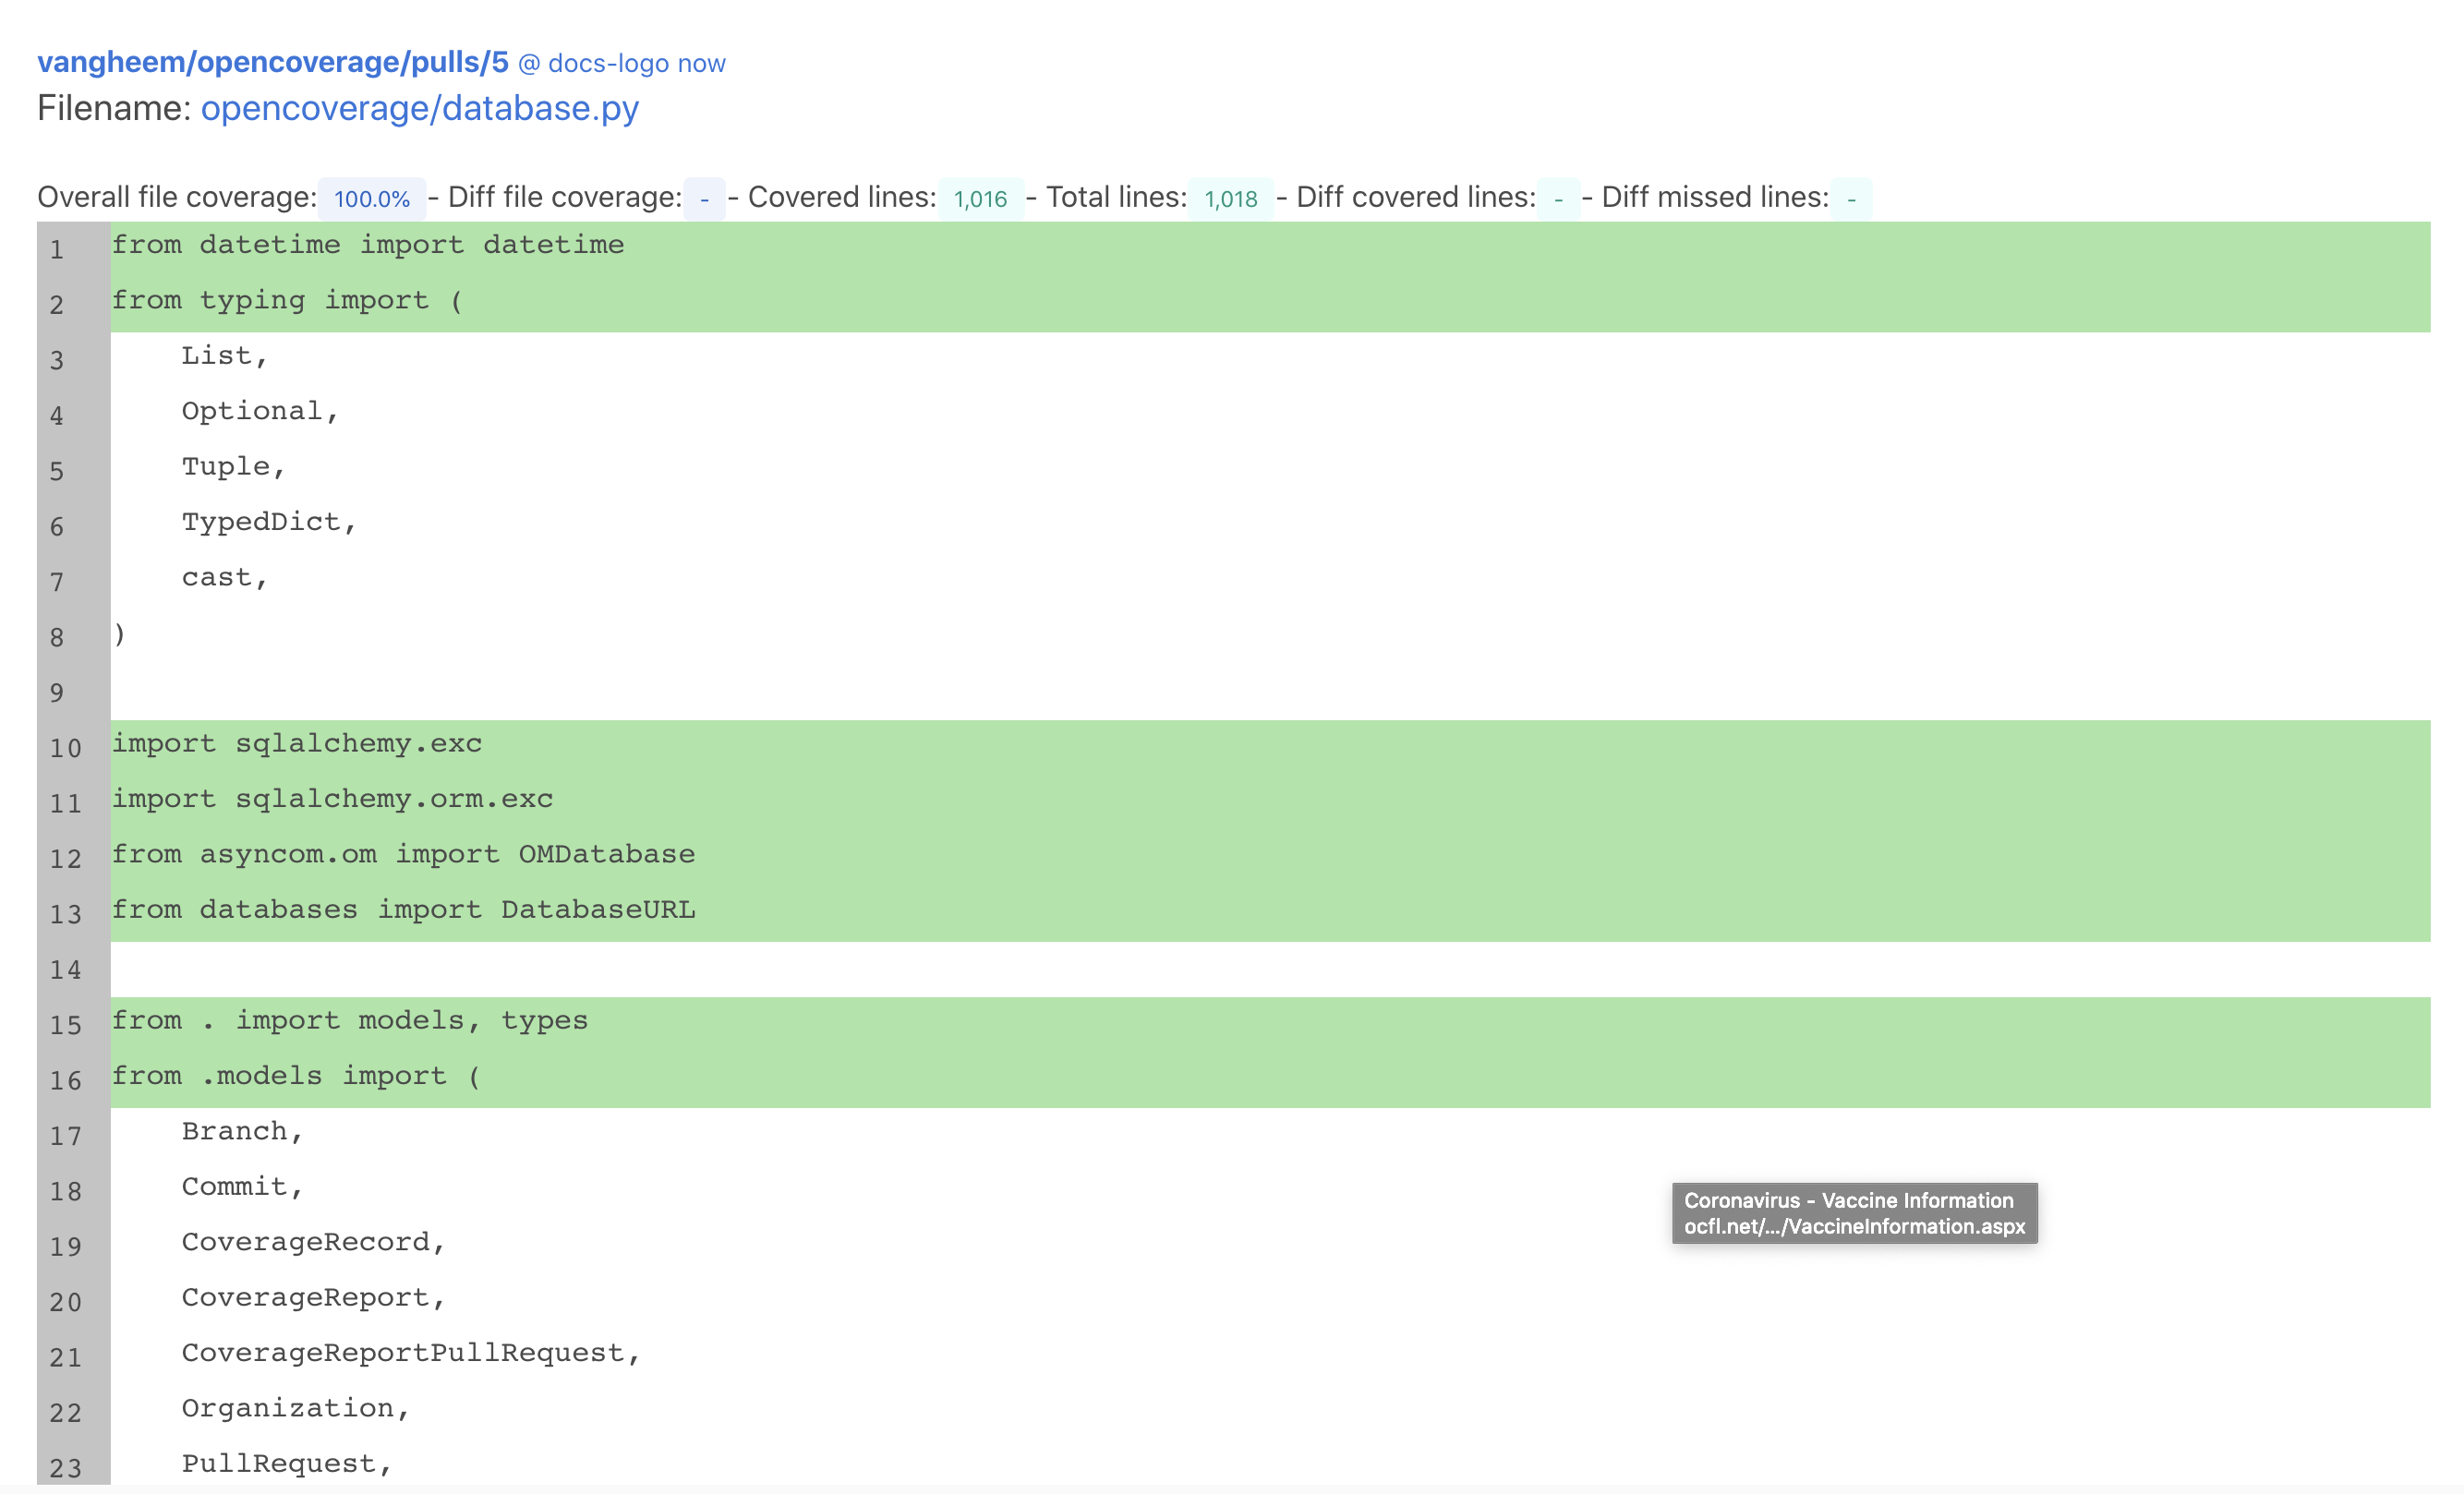 vangheem/opencoverage/pulls/5 @ docs-logo now
Filename: opencoverage/database.py
Overall file coverage: 100.0% - Diff file coverage: - - Covered lines: 1,016 - Total lines: 1,018 - Diff covered lines: - - Diff missed lines: -
1 from datetime import datetime
2 from typing import (
3     List,
4     Optional,
5     Tuple,
6     TypedDict,
7     cast,
8 )
9
10 import sqlalchemy.exc
11 import sqlalchemy.orm.exc
12 from asyncom.om import OMDatabase
13 from databases import DatabaseURL
14
15 from . import models, types
16 from .models import (
17     Branch,
18     Commit,
Coronavirus - Vaccine Information
ocfl.net/.../VaccineInformation.aspx
19     CoverageRecord,
20     CoverageReport,
21     CoverageReportPullRequest,
22     Organization,
23     PullRequest,